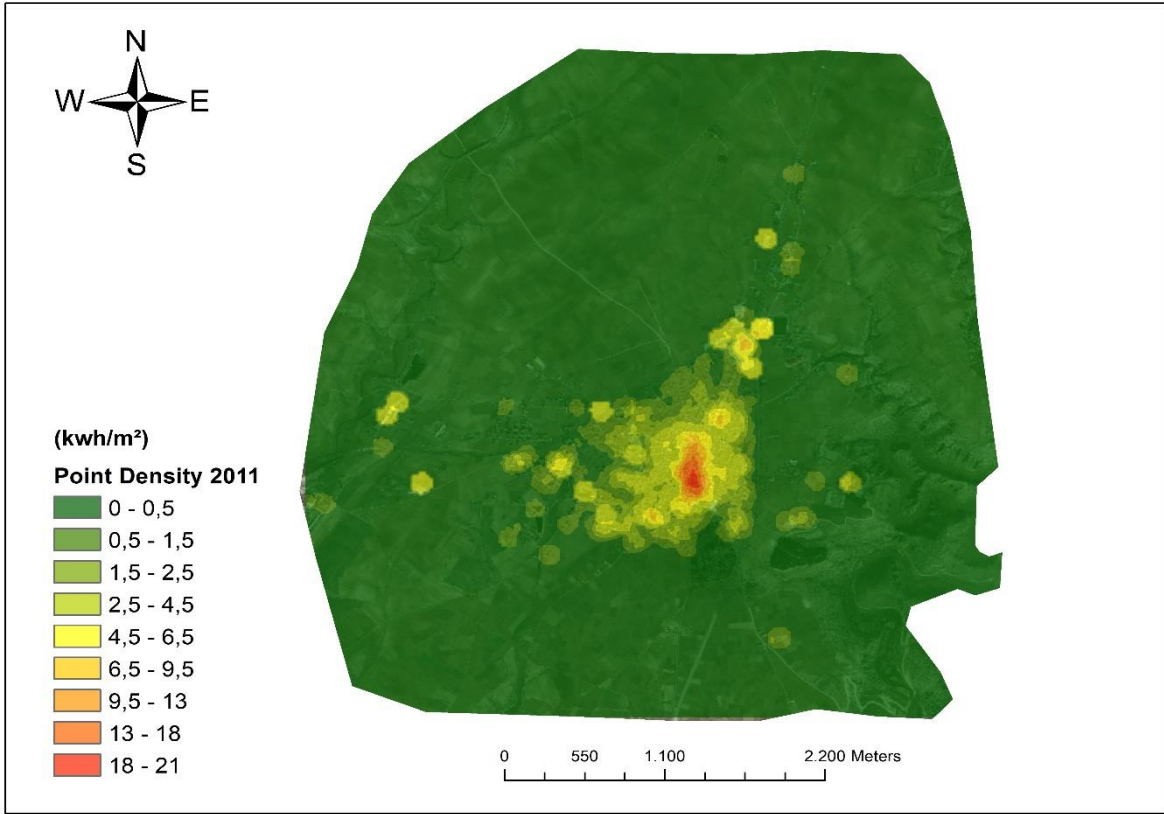 N
W E
S
(kwh/m²)
Point Density 2011
0 - 0,5
0,5 - 1,5
1,5 - 2,5
2,5 - 4,5
4,5 - 6,5
6,5 - 9,5
9,5 - 13
13 - 18
18 - 21
0 550 1.100 2.200 Meters